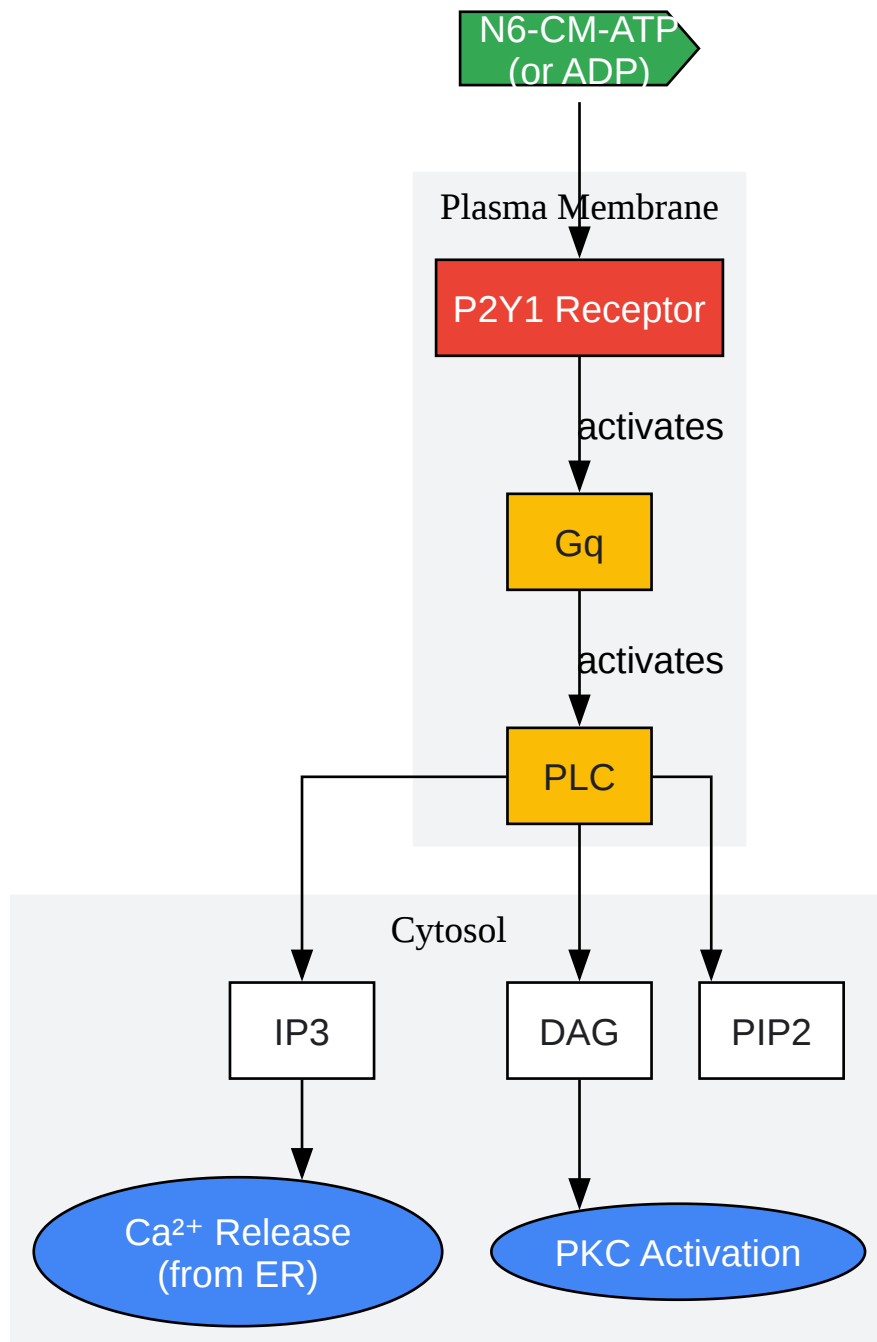 N6-CM-ATP
(or ADP)
Plasma Membrane
P2Y1 Receptor
activates
Gq
activates
PLC
Cytosol
IP3
DAG
PIP2
Ca²⁺ Release
(from ER)
PKC Activation